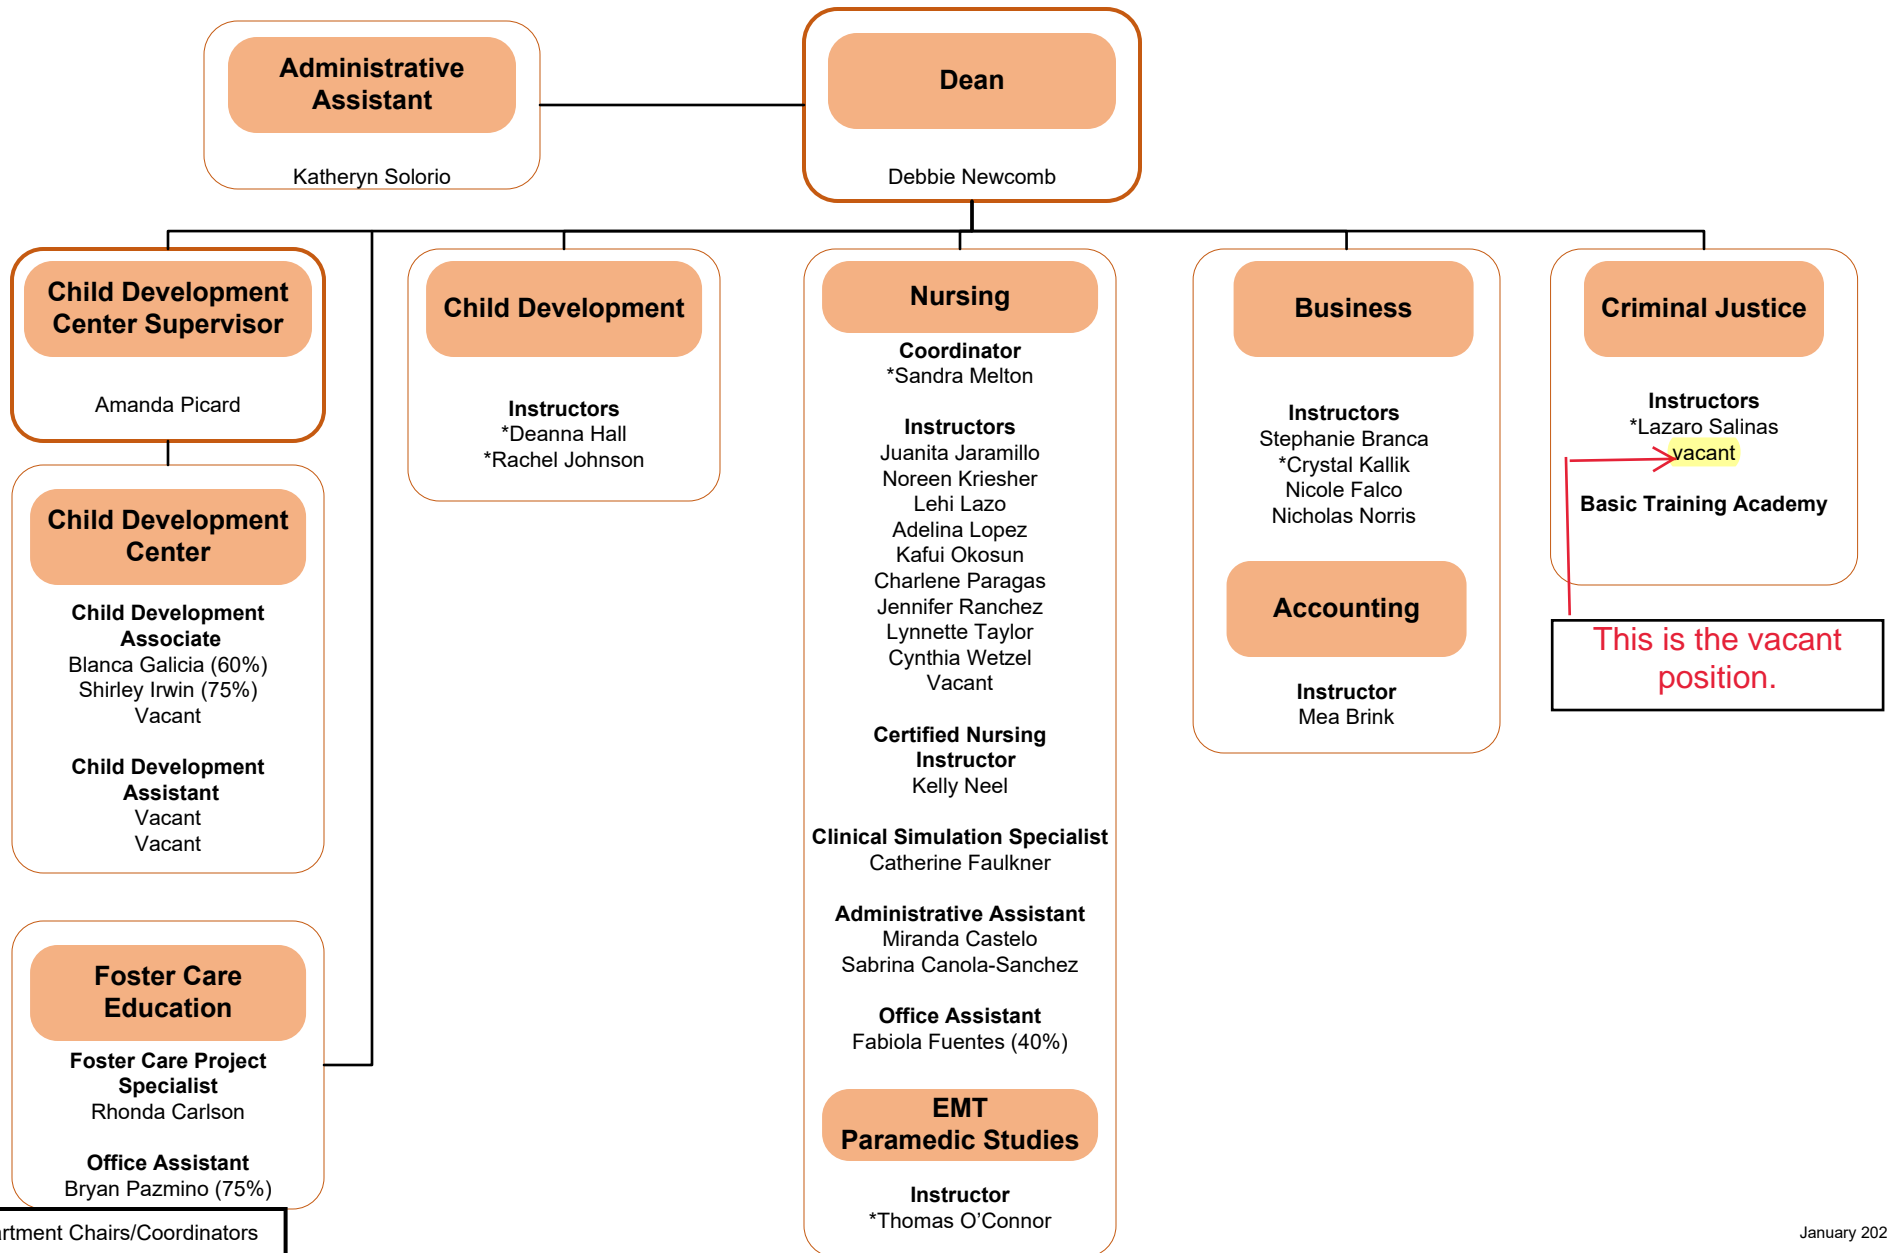 Administrative
Assistant
Katheryn Solorio
Dean
Debbie Newcomb
Child Development
Center Supervisor
Amanda Picard
Child Development
Center
Child Development
Associate
Blanca Galicia (60%)
Shirley Irwin (75%)
Vacant
Child Development
Assistant
Vacant
Vacant
Foster Care
Education
Foster Care Project
Specialist
Rhonda Carlson
Office Assistant
Bryan Pazmino (75%)
Child Development
Instructors
*Deanna Hall
*Rachel Johnson
Nursing
Coordinator
*Sandra Melton
Instructors
Juanita Jaramillo
Noreen Kriesher
Lehi Lazo
Adelina Lopez
Kafui Okosun
Charlene Paragas
Jennifer Ranchez
Lynnette Taylor
Cynthia Wetzel
Vacant
Certified Nursing
Instructor
Kelly Neel
Clinical Simulation Specialist
Catherine Faulkner
Administrative Assistant
Miranda Castelo
Sabrina Canola-Sanchez
Office Assistant
Fabiola Fuentes (40%)
EMT
Paramedic Studies
Instructor
*Thomas O’Connor
Business
Instructors
Stephanie Branca
*Crystal Kallik
Nicole Falco
Nicholas Norris
Accounting
Instructor
Mea Brink
Criminal Justice
Instructors
*Lazaro Salinas
vacant
Basic Training Academy
This is the vacant
position.
artment Chairs/Coordinators
January 202